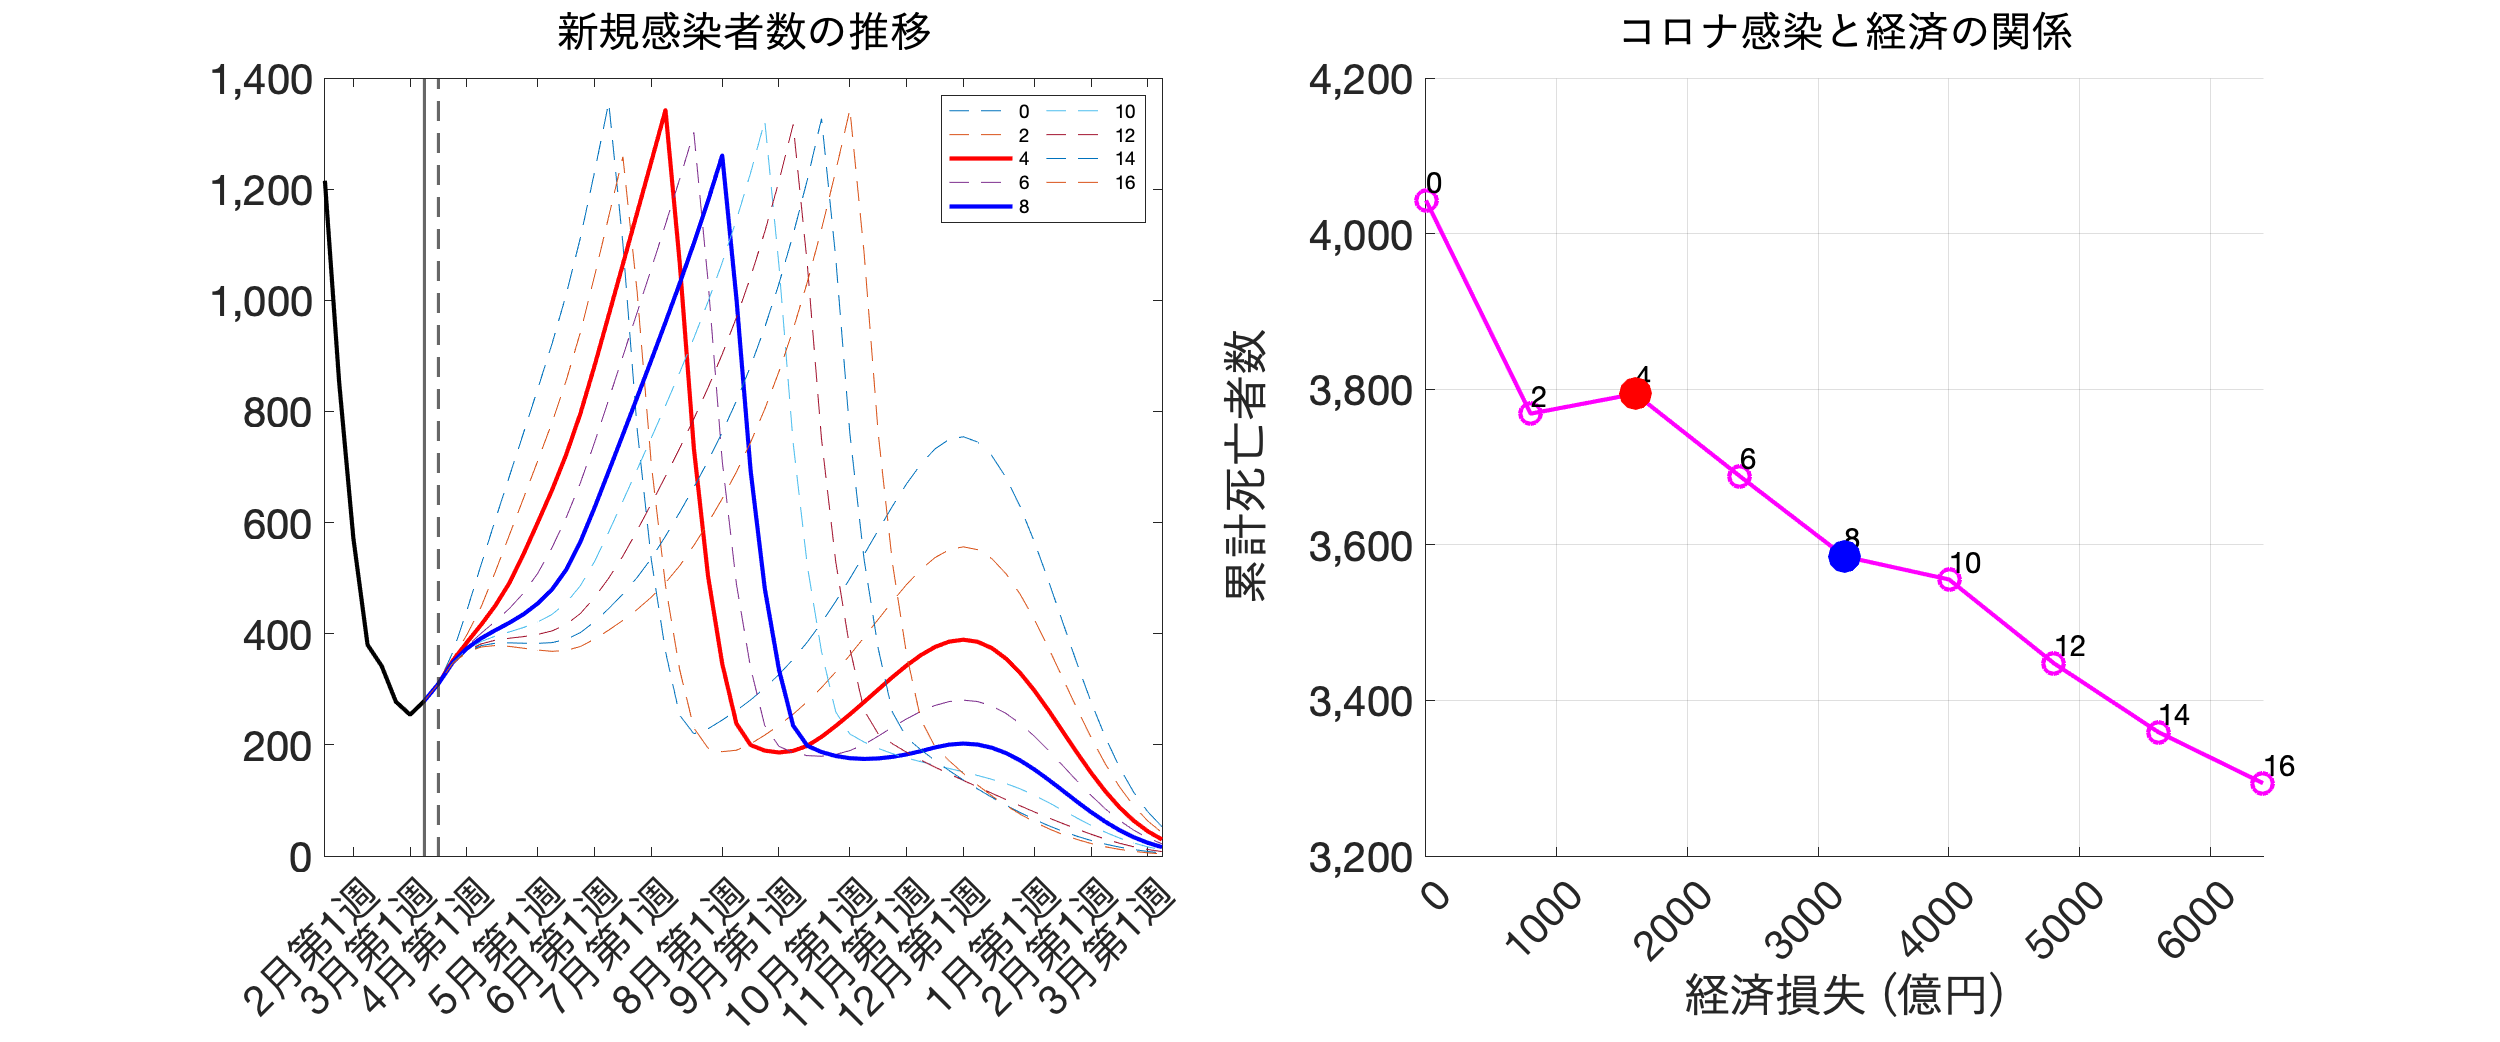 新規感染者数の推移
1,400
1,200
1,000
800
600
400
200
0
0 10
2 12
4 14
6 16
8
2月第1週
3月第1週
4月第1週
5月第1週
6月第1週
7月第1週
8月第1週
9月第1週
10月第1週
11月第1週
12月第1週
1月第1週
2月第1週
3月第1週
コロナ感染と経済の関係
累計死亡者数
4,200
4,000
3,800
3,600
3,400
3,200
0
2
4
6
8
10
12
14
16
0
1000
2000
3000
4000
5000
6000
経済損失 (億円)